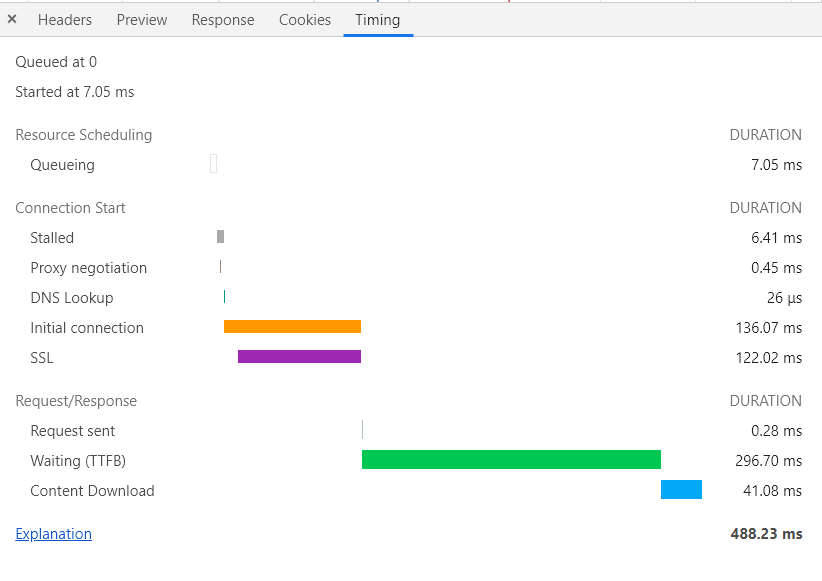 × Headers Preview Response Cookies Timing
Queued at 0
Started at 7.05 ms
Resource Scheduling DURATION
Queueing 7.05 ms
Connection Start DURATION
Stalled 6.41 ms
Proxy negotiation 0.45 ms
DNS Lookup 26 µs
Initial connection 136.07 ms
SSL 122.02 ms
Request/Response DURATION
Request sent 0.28 ms
Waiting (TTFB) 296.70 ms
Content Download 41.08 ms
Explanation 488.23 ms